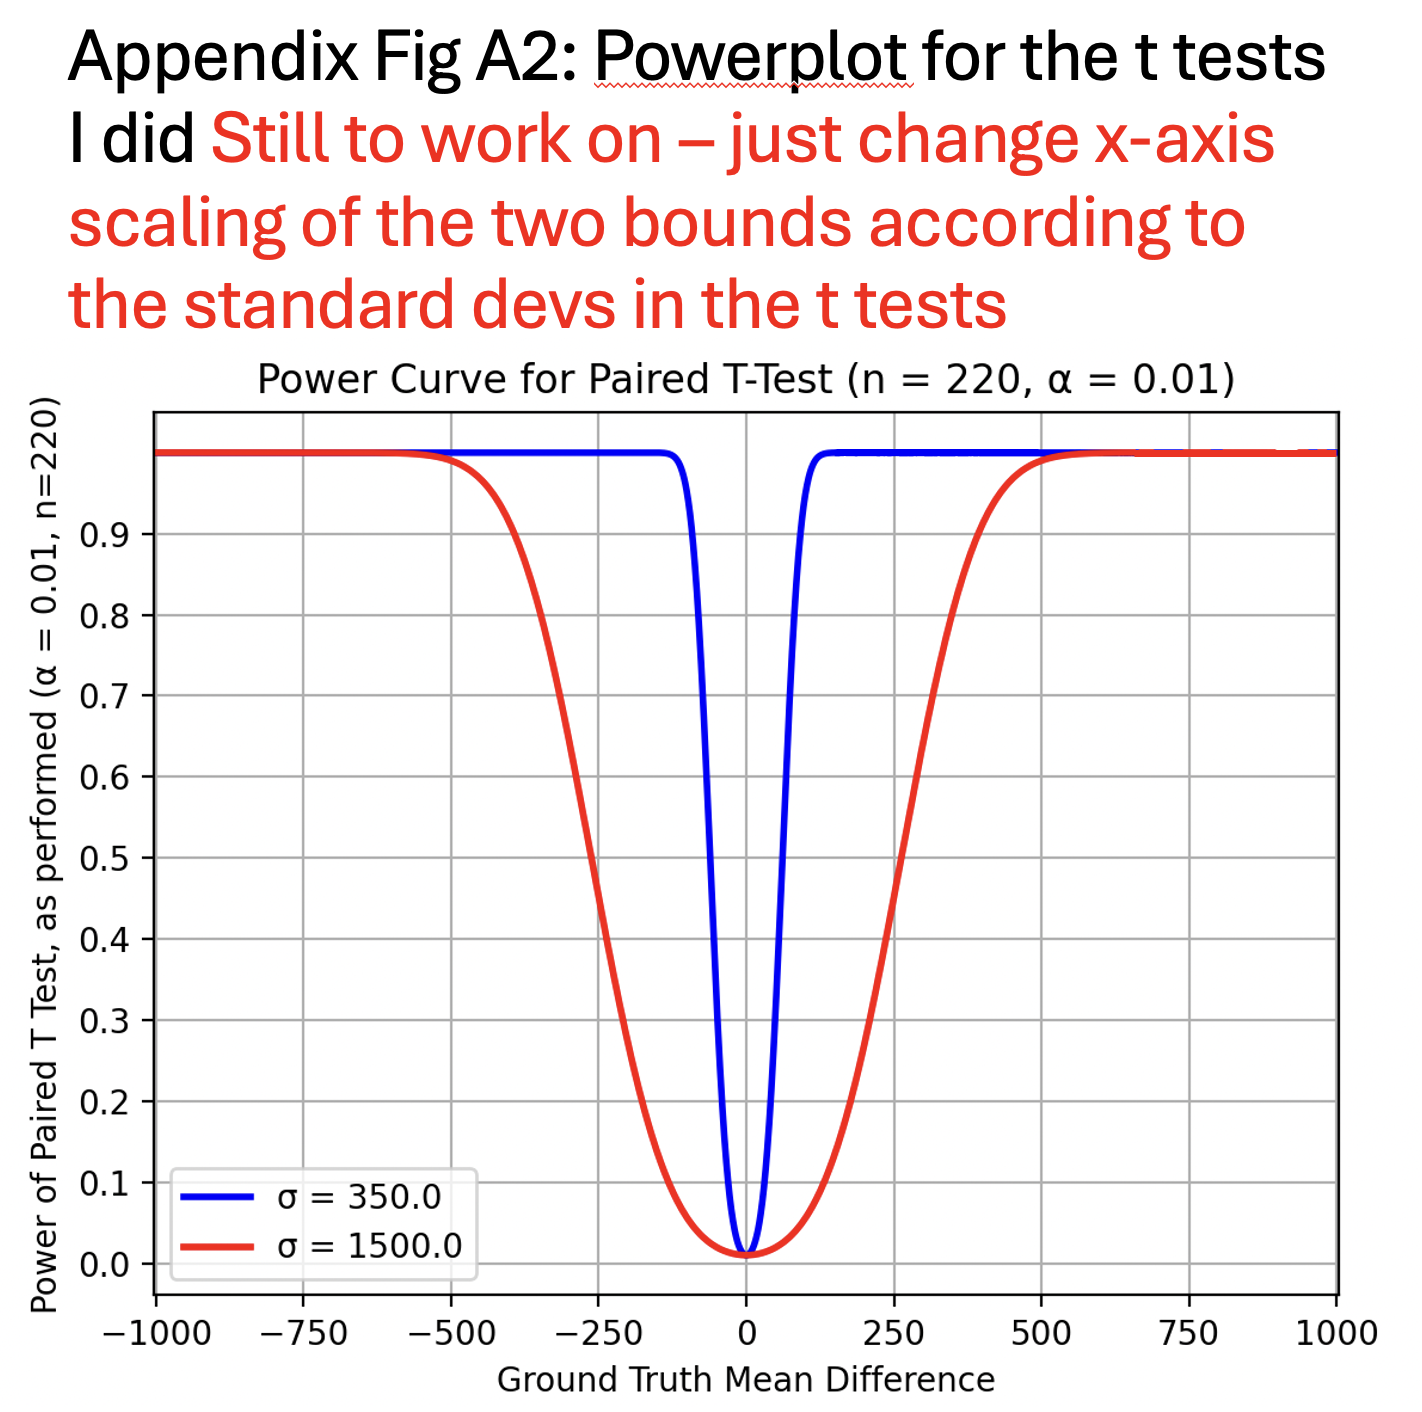 Appendix Fig A2: Powerplot for the t tests
I did Still to work on – just change x-axis
scaling of the two bounds according to
the standard devs in the t tests
Power Curve for Paired T-Test (n = 220, α = 0.01)
Power of Paired T Test, as performed (α = 0.01, n=220)
0.9
0.8
0.7
0.6
0.5
0.4
0.3
0.2
0.1
0.0
σ = 350.0
σ = 1500.0
−1000 −750 −500 −250 0 250 500 750 1000
Ground Truth Mean Difference